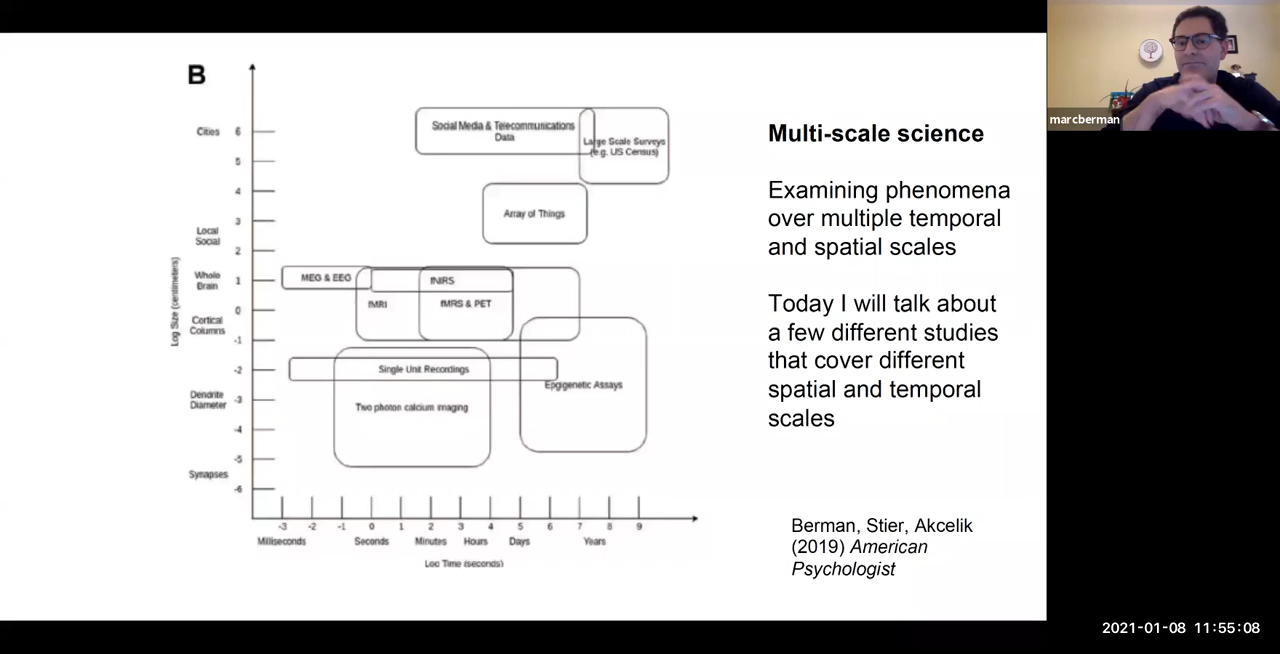 B
Cities
Local
Social
Whole
Brain
Cortical
Columns
Dendrite
Diameter
Synapses
Log Size (centimeters)
6
5
4
3
2
1
0
-1
-2
-3
-4
-5
-6
Social Media & Telecommunications
Data
Large Scale Surveys
(e.g. US Census)
Array of Things
MEG & EEG
fNIRS
fMRI
fMRS & PET
Single Unit Recordings
Epgigenetic Assays
Two photon calcium imaging
-3 -2 -1 0 1 2 3 4 5 6 7 8 9
Milliseconds Seconds Minutes Hours Days Years
Log Time (seconds)
Multi-scale science
Examining phenomena
over multiple temporal
and spatial scales
Today I will talk about
a few different studies
that cover different
spatial and temporal
scales
Berman, Stier, Akcelik
(2019) American
Psychologist
marcberman
2021-01-08 11:55:08